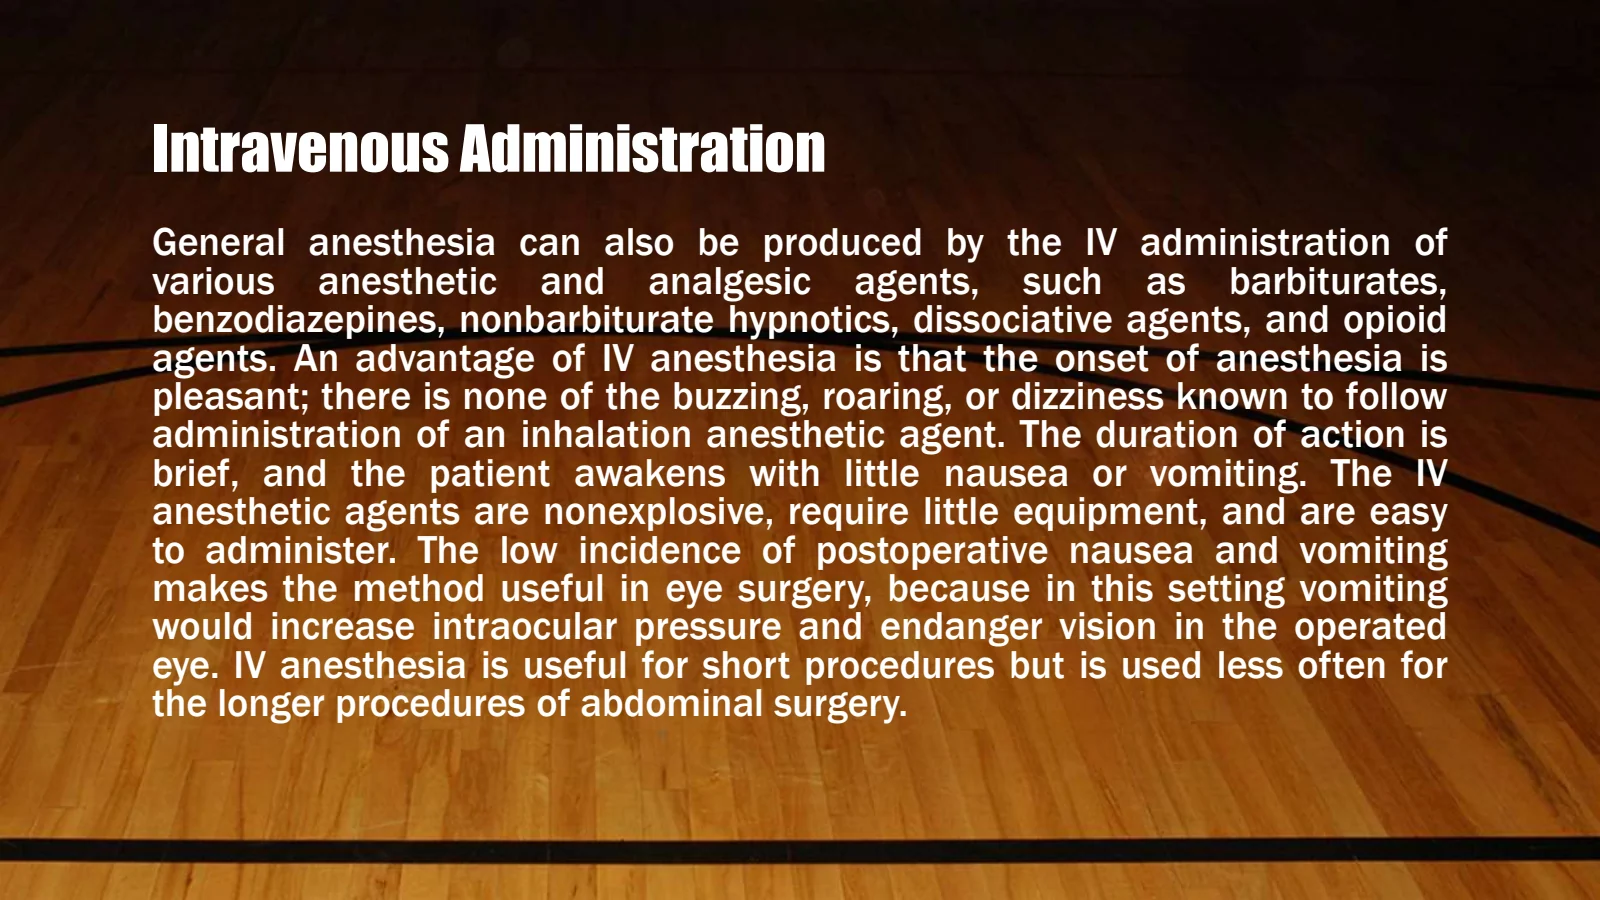 Intravenous Administration
General anesthesia can also be produced by the IV administration of
various anesthetic and analgesic agents, such as barbiturates,
benzodiazepines, nonbarbiturate hypnotics, dissociative agents, and opioid
agents. An advantage of IV anesthesia is that the onset of anesthesia is
pleasant; there is none of the buzzing, roaring, or dizziness known to follow
administration of an inhalation anesthetic agent. The duration of action is
brief, and the patient awakens with little nausea or vomiting. The IV
anesthetic agents are nonexplosive, require little equipment, and are easy
to administer. The low incidence of postoperative nausea and vomiting
makes the method useful in eye surgery, because in this setting vomiting
would increase intraocular pressure and endanger vision in the operated
eye. IV anesthesia is useful for short procedures but is used less often for
the longer procedures of abdominal surgery.